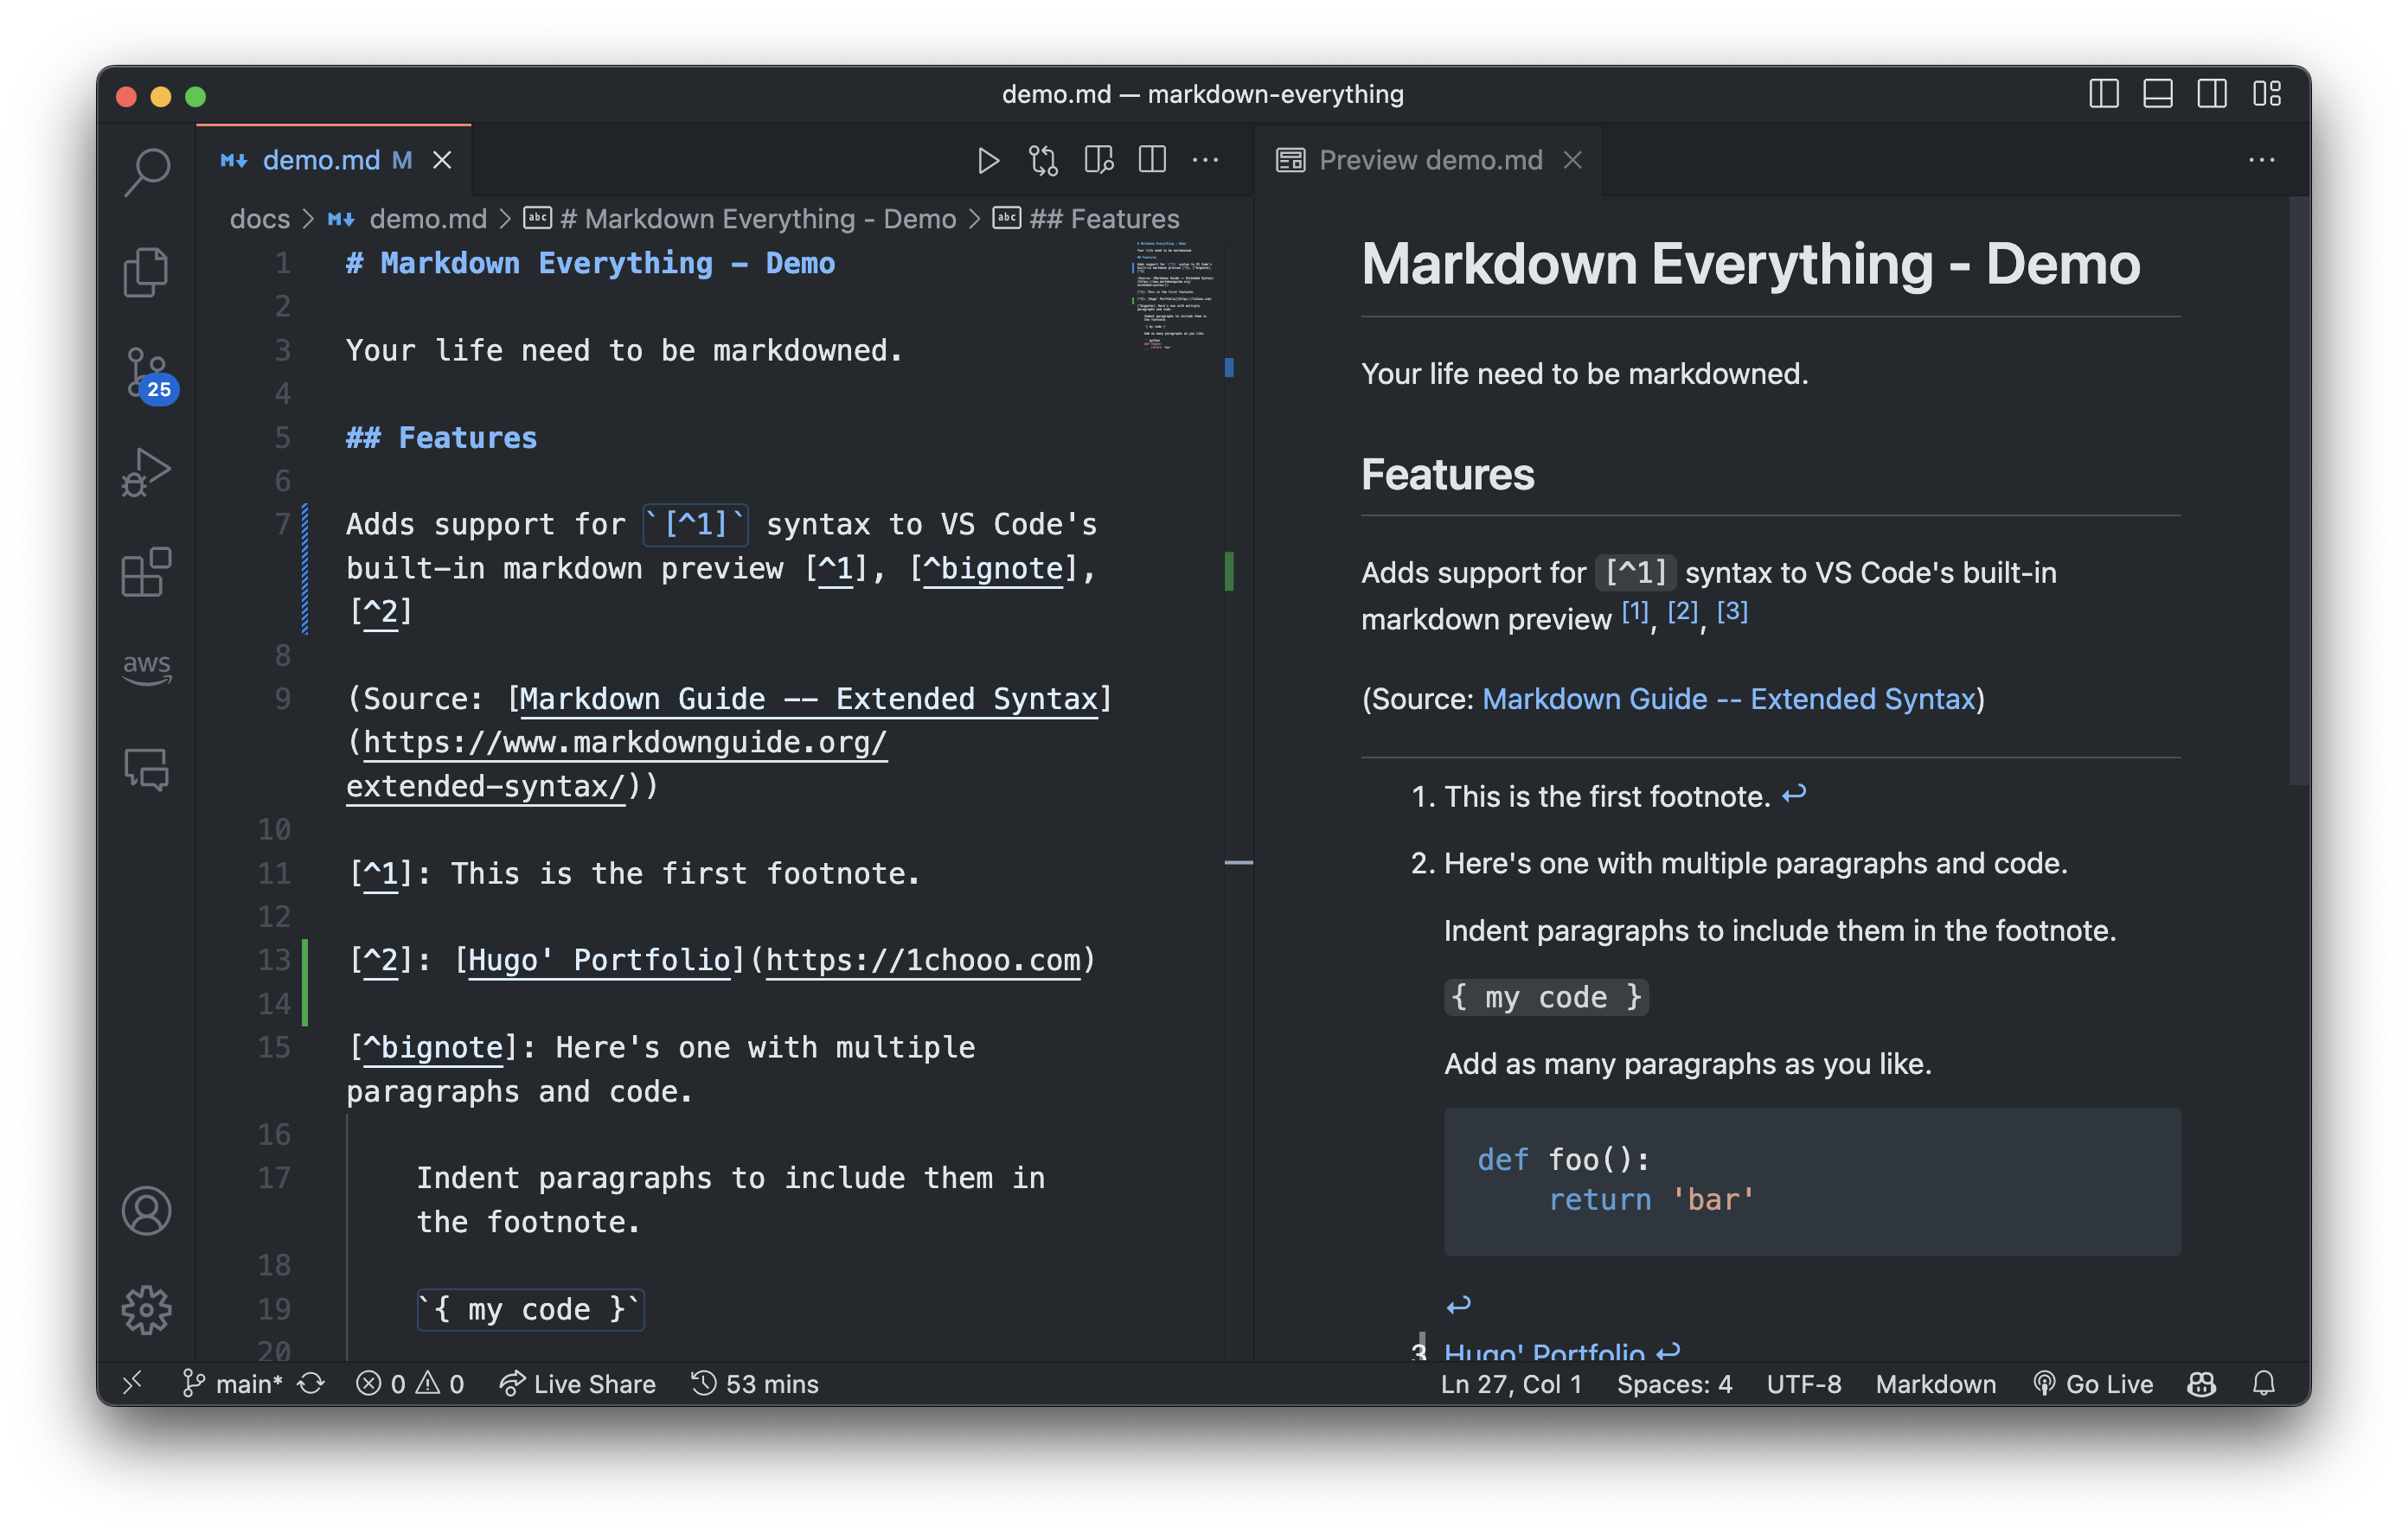 demo.md — markdown-everything
demo.md M
Preview demo.md
docs > demo.md > # Markdown Everything - Demo > ## Features
1 # Markdown Everything - Demo
2
3 Your life need to be markdowned.
4
5 ## Features
6
7 Adds support for `[^1]` syntax to VS Code's
built-in markdown preview [^1], [^bignote],
[^2]
8
9 (Source: [Markdown Guide -- Extended Syntax]
(https://www.markdownguide.org/
extended-syntax/))
10
11 [^1]: This is the first footnote.
12
13 [^2]: [Hugo' Portfolio](https://1chooo.com)
14
15 [^bignote]: Here's one with multiple
paragraphs and code.
16
17 Indent paragraphs to include them in
the footnote.
18
19 `{ my code }`
20
25
aws
Markdown Everything - Demo
Your life need to be markdowned.
Features
Adds support for [^1] syntax to VS Code's built-in
markdown preview [1], [2], [3]
(Source: Markdown Guide -- Extended Syntax)
1. This is the first footnote. ↩
2. Here's one with multiple paragraphs and code.
Indent paragraphs to include them in the footnote.
{ my code }
Add as many paragraphs as you like.
def foo():
return 'bar'
↩
3 Hugo' Portfolio ↩
main* 0 0 Live Share 53 mins
Ln 27, Col 1 Spaces: 4 UTF-8 Markdown Go Live